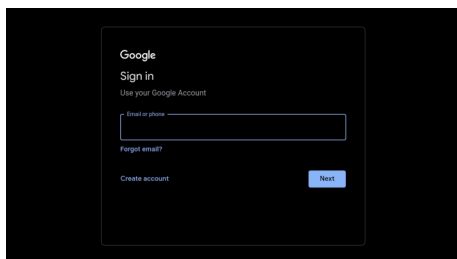 Google
Sign in
Use your Google Account
Email or phone
Forgot email?
Create account
Next